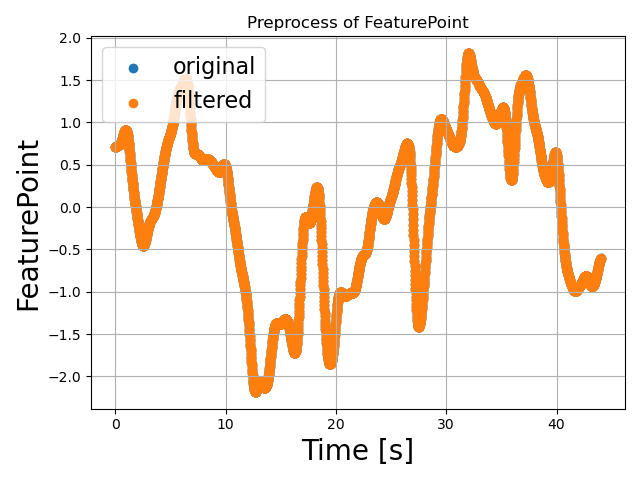 Preprocess of FeaturePoint
original
filtered
FeaturePoint
2.0
1.5
1.0
0.5
0.0
−0.5
−1.0
−1.5
−2.0
0 10 20 30 40
Time [s]